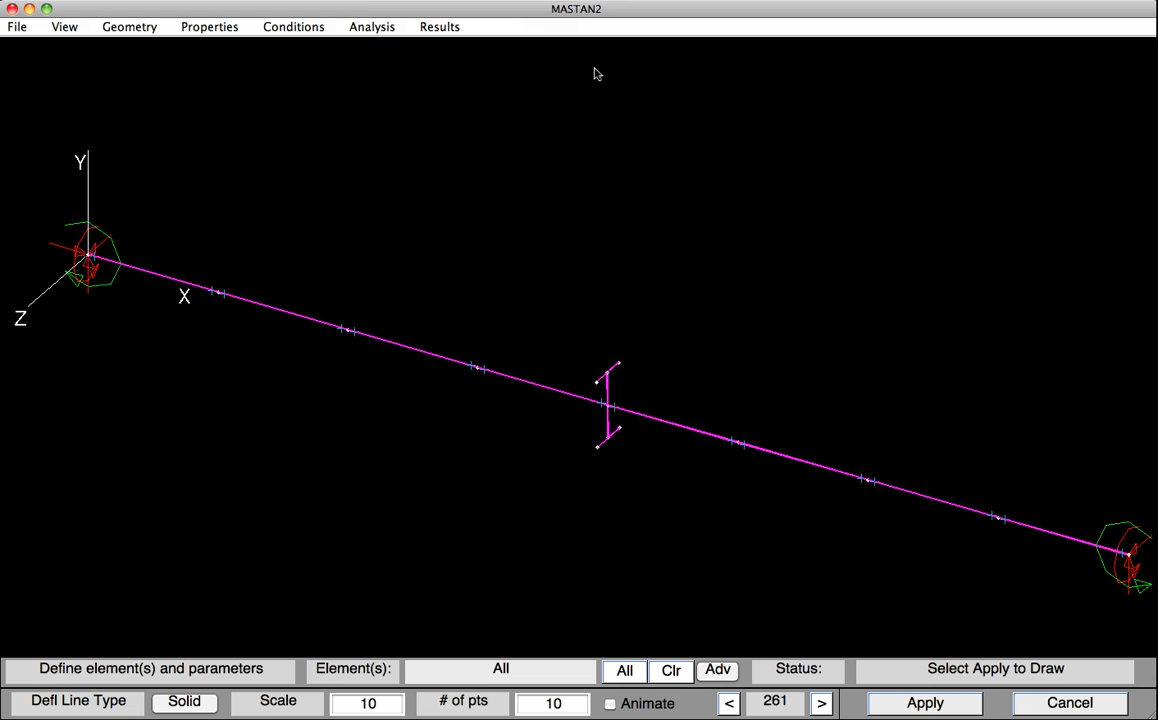 MASTAN2
File View Geometry Properties Conditions Analysis Results
Y
X
Z
Define element(s) and parameters Element(s): All All Clr Adv Status: Select Apply to Draw
Defl Line Type Solid Scale 10 # of pts 10 Animate < 261 > Apply Cancel